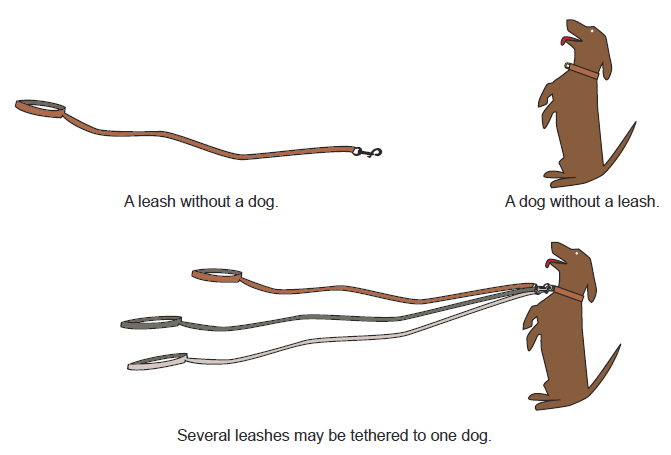 A leash without a dog.
A dog without a leash.
Several leashes may be tethered to one dog.